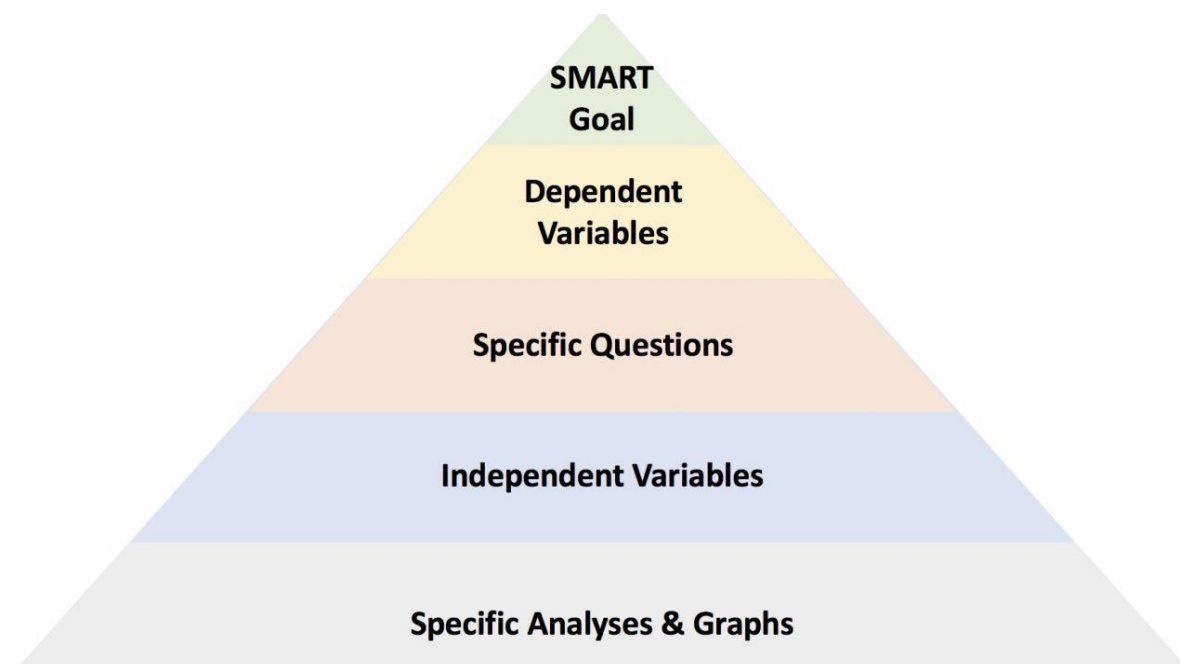 SMART
Goal
Dependent
Variables
Specific Questions
Independent Variables
Specific Analyses & Graphs